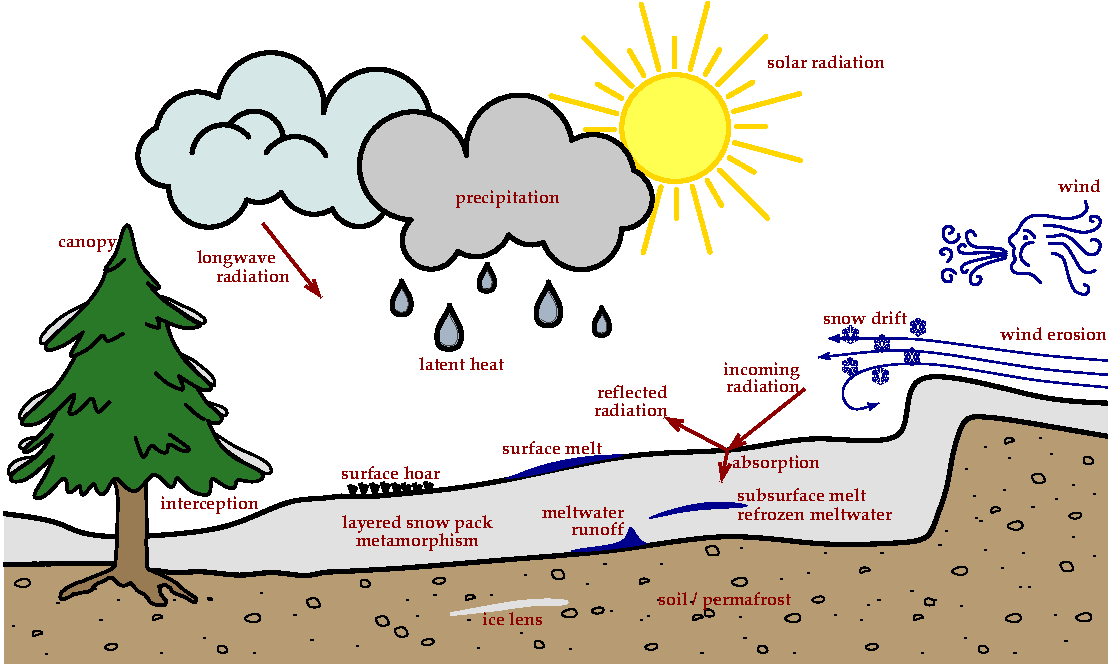 solar radiation
wind
precipitation
canopy
longwave
radiation
snow drift
wind erosion
latent heat
incoming
radiation
reflected
radiation
surface melt
absorption
surface hoar
interception
subsurface melt
refrozen meltwater
meltwater
runoff
layered snow pack
metamorphism
soil / permafrost
ice lens